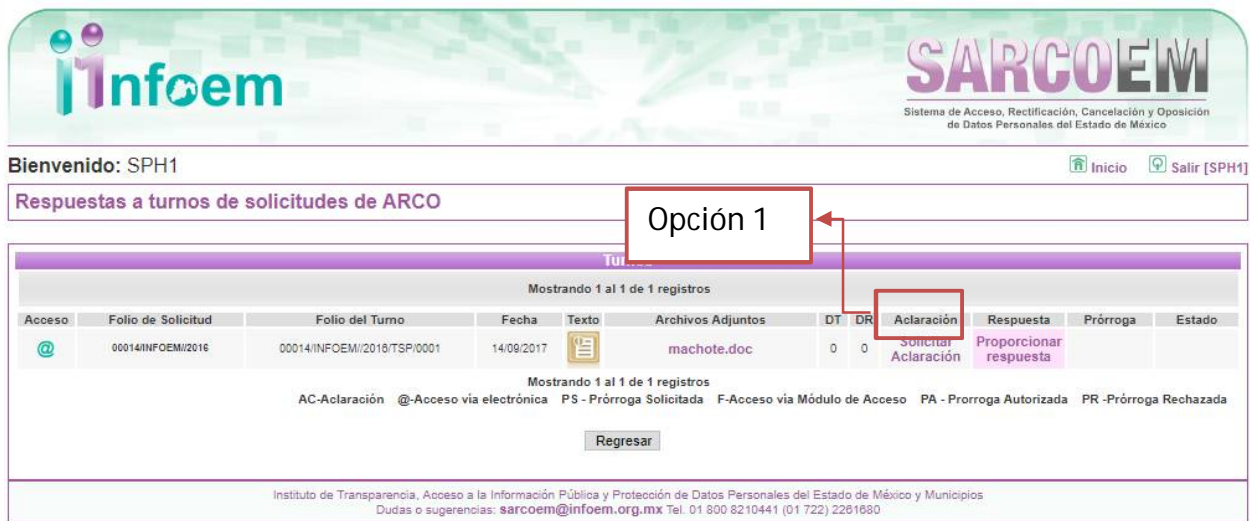 infoem
SARCOEM
Sistema de Acceso, Rectificación, Cancelación y Oposición
de Datos Personales del Estado de México
Bienvenido: SPH1
Inicio Salir [SPH1]
Respuestas a turnos de solicitudes de ARCO
Opción 1
Mostrando 1 al 1 de 1 registros
Acceso Folio de Solicitud Folio del Turno Fecha Texto Archivos Adjuntos DT DR Aclaración Respuesta Prórroga Estado
@ 00014/INFOEM//2016 00014/INFOEM//2016/TSP/0001 14/09/2017 machote.doc 0 0 Solicitar Aclaración Proporcionar respuesta
Mostrando 1 al 1 de 1 registros
AC-Aclaración @-Acceso vía electrónica PS - Prórroga Solicitada F-Acceso vía Módulo de Acceso PA - Prorroga Autorizada PR -Prórroga Rechazada
Regresar
Instituto de Transparencia, Acceso a la Información Pública y Protección de Datos Personales del Estado de México y Municipios
Dudas o sugerencias: sarcoem@infoem.org.mx Tel. 01 800 8210441 (01 722) 2261680